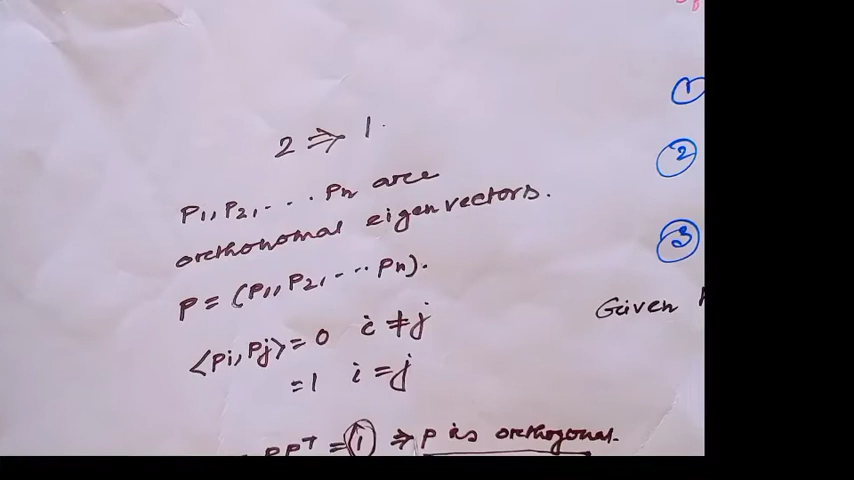 2 ⇒ 1.
P1, P2, . . . Pn are
orthonomal eigenvectors.
P = (P1, P2, . . . Pn).
<Pi, Pj> = 0 i ≠ j
= 1 i = j
PPT = 1 ⇒ P is orthogonal.
1
2
3
Given